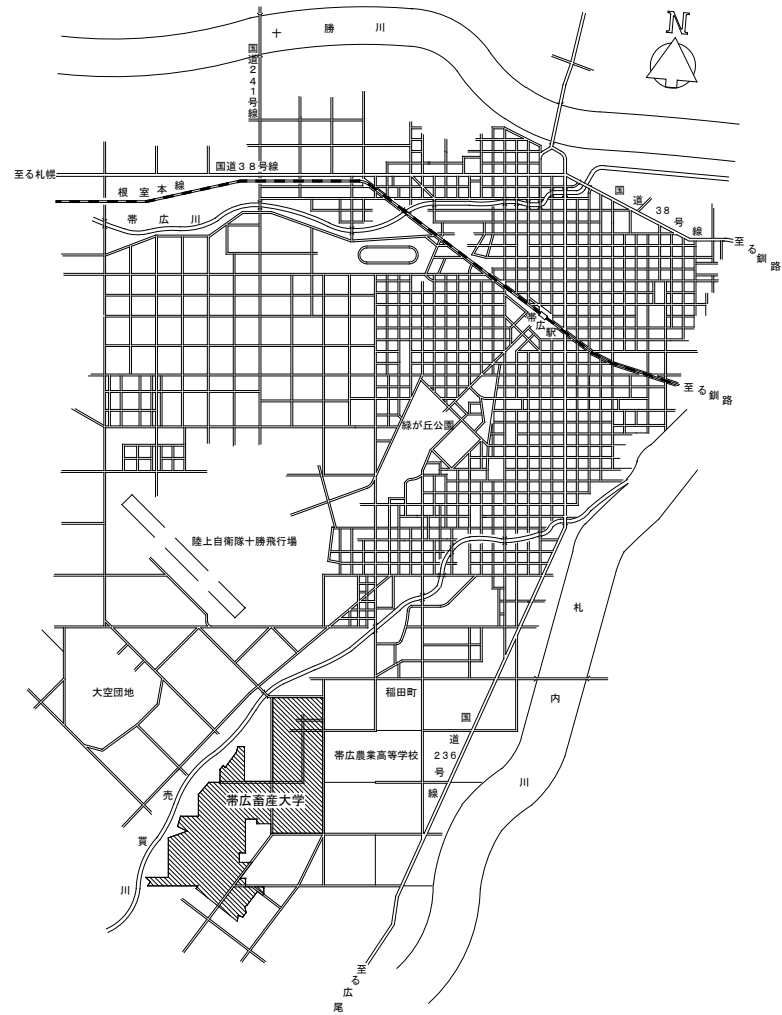 N
十勝川
国道241号線
国道38号線
至る札幌
根室本線
帯広川
国道38号線
至る釧路
帯広駅
至る釧路
緑が丘公園
陸上自衛隊十勝飛行場
札内川
大空団地
稲田町
国道236号線
帯広農業高等学校
帯広畜産大学
売買川
至る広尾